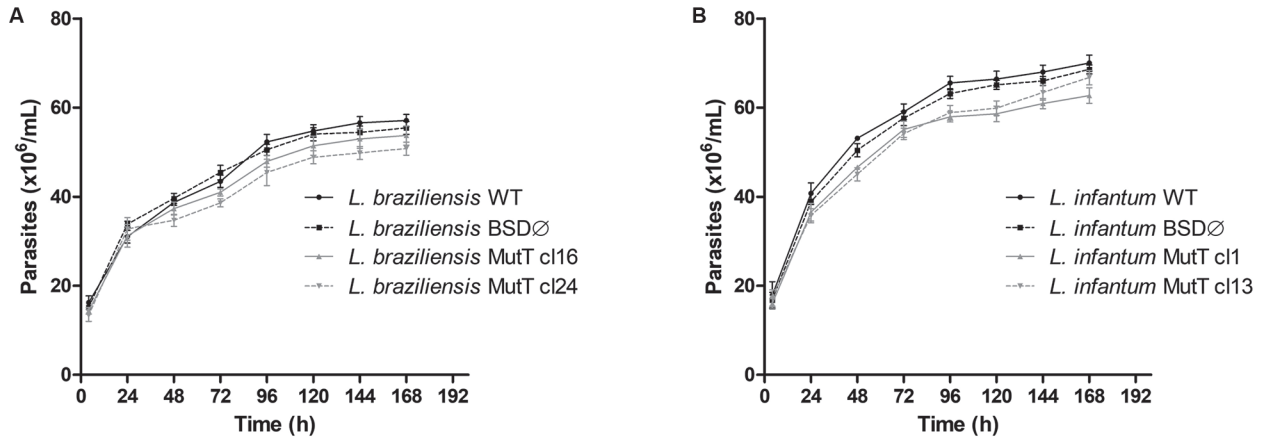 A
Parasites (x10⁶/mL)
80
60
40
20
0
0 24 48 72 96 120 144 168 192
Time (h)
L. braziliensis WT
L. braziliensis BSD∅
L. braziliensis MutT cl16
L. braziliensis MutT cl24
B
Parasites (x10⁶/mL)
80
60
40
20
0
0 24 48 72 96 120 144 168 192
Time (h)
L. infantum WT
L. infantum BSD∅
L. infantum MutT cl1
L. infantum MutT cl13